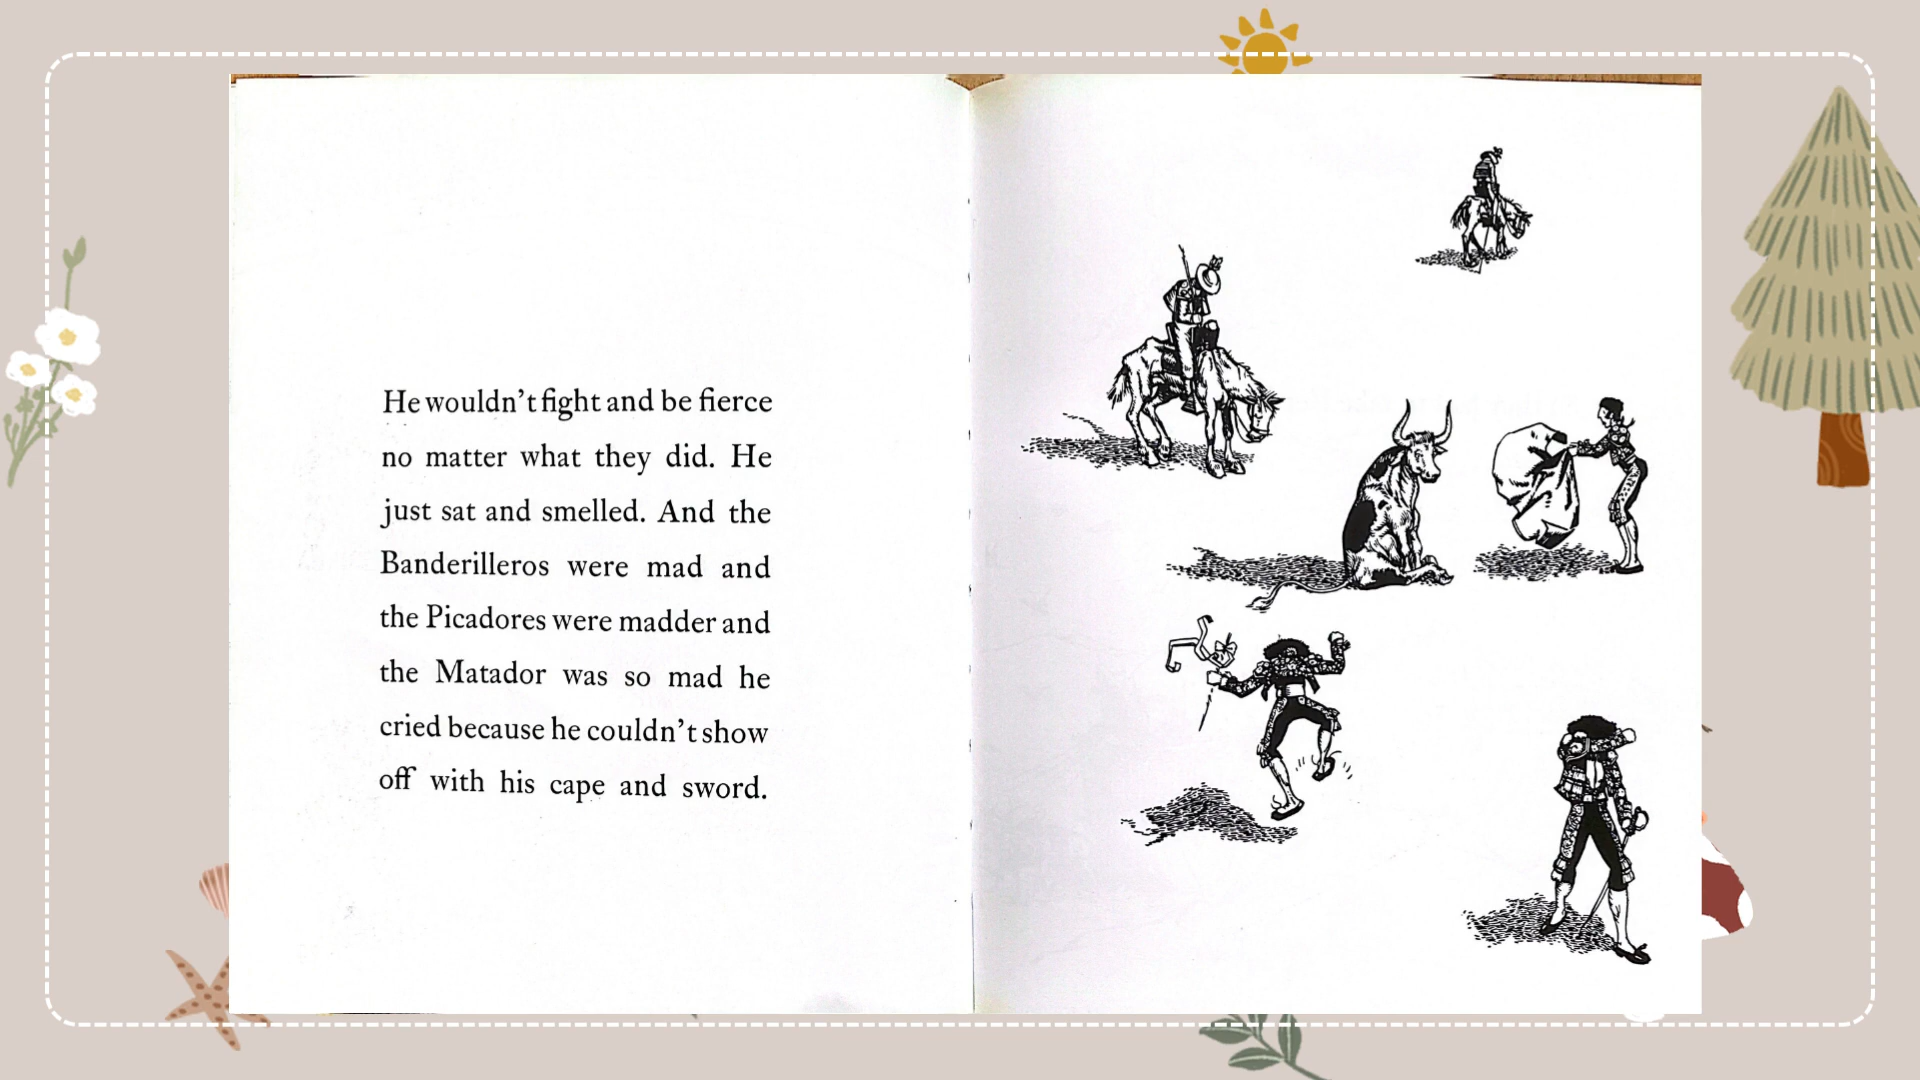 He wouldn't fight and be fierce
no matter what they did. He
just sat and smelled. And the
Banderilleros were mad and
the Picadores were madder and
the Matador was so mad he
cried because he couldn't show
off with his cape and sword.